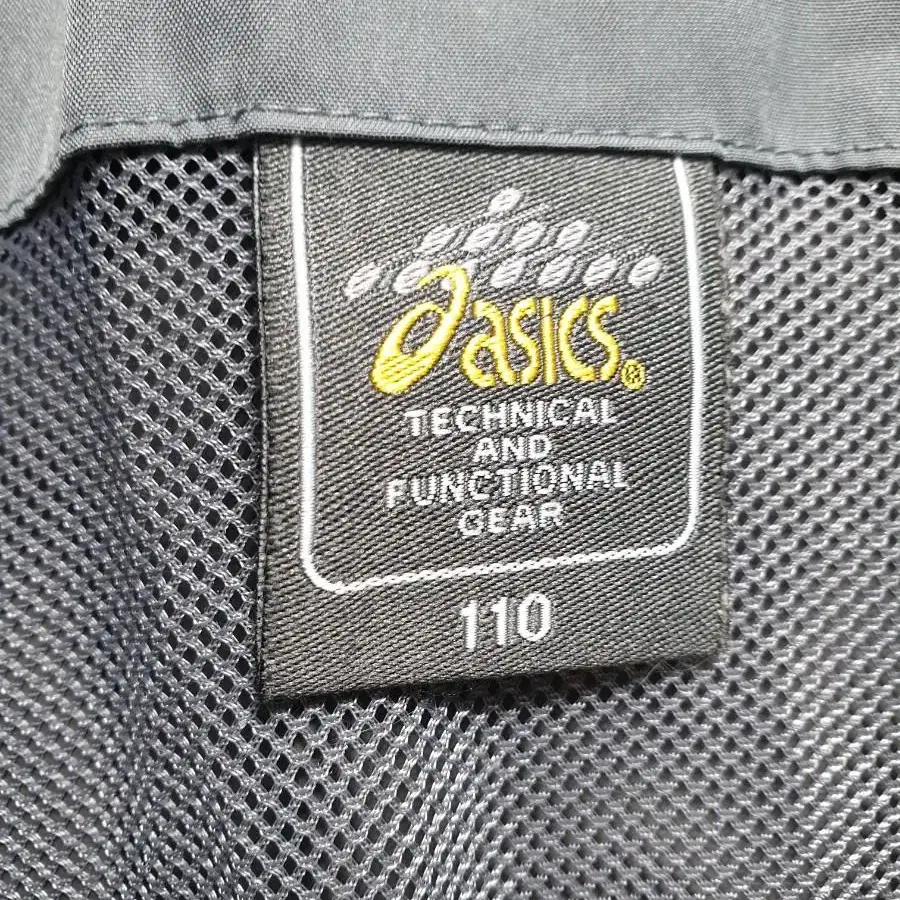 asics®
TECHNICAL
AND
FUNCTIONAL
GEAR
110